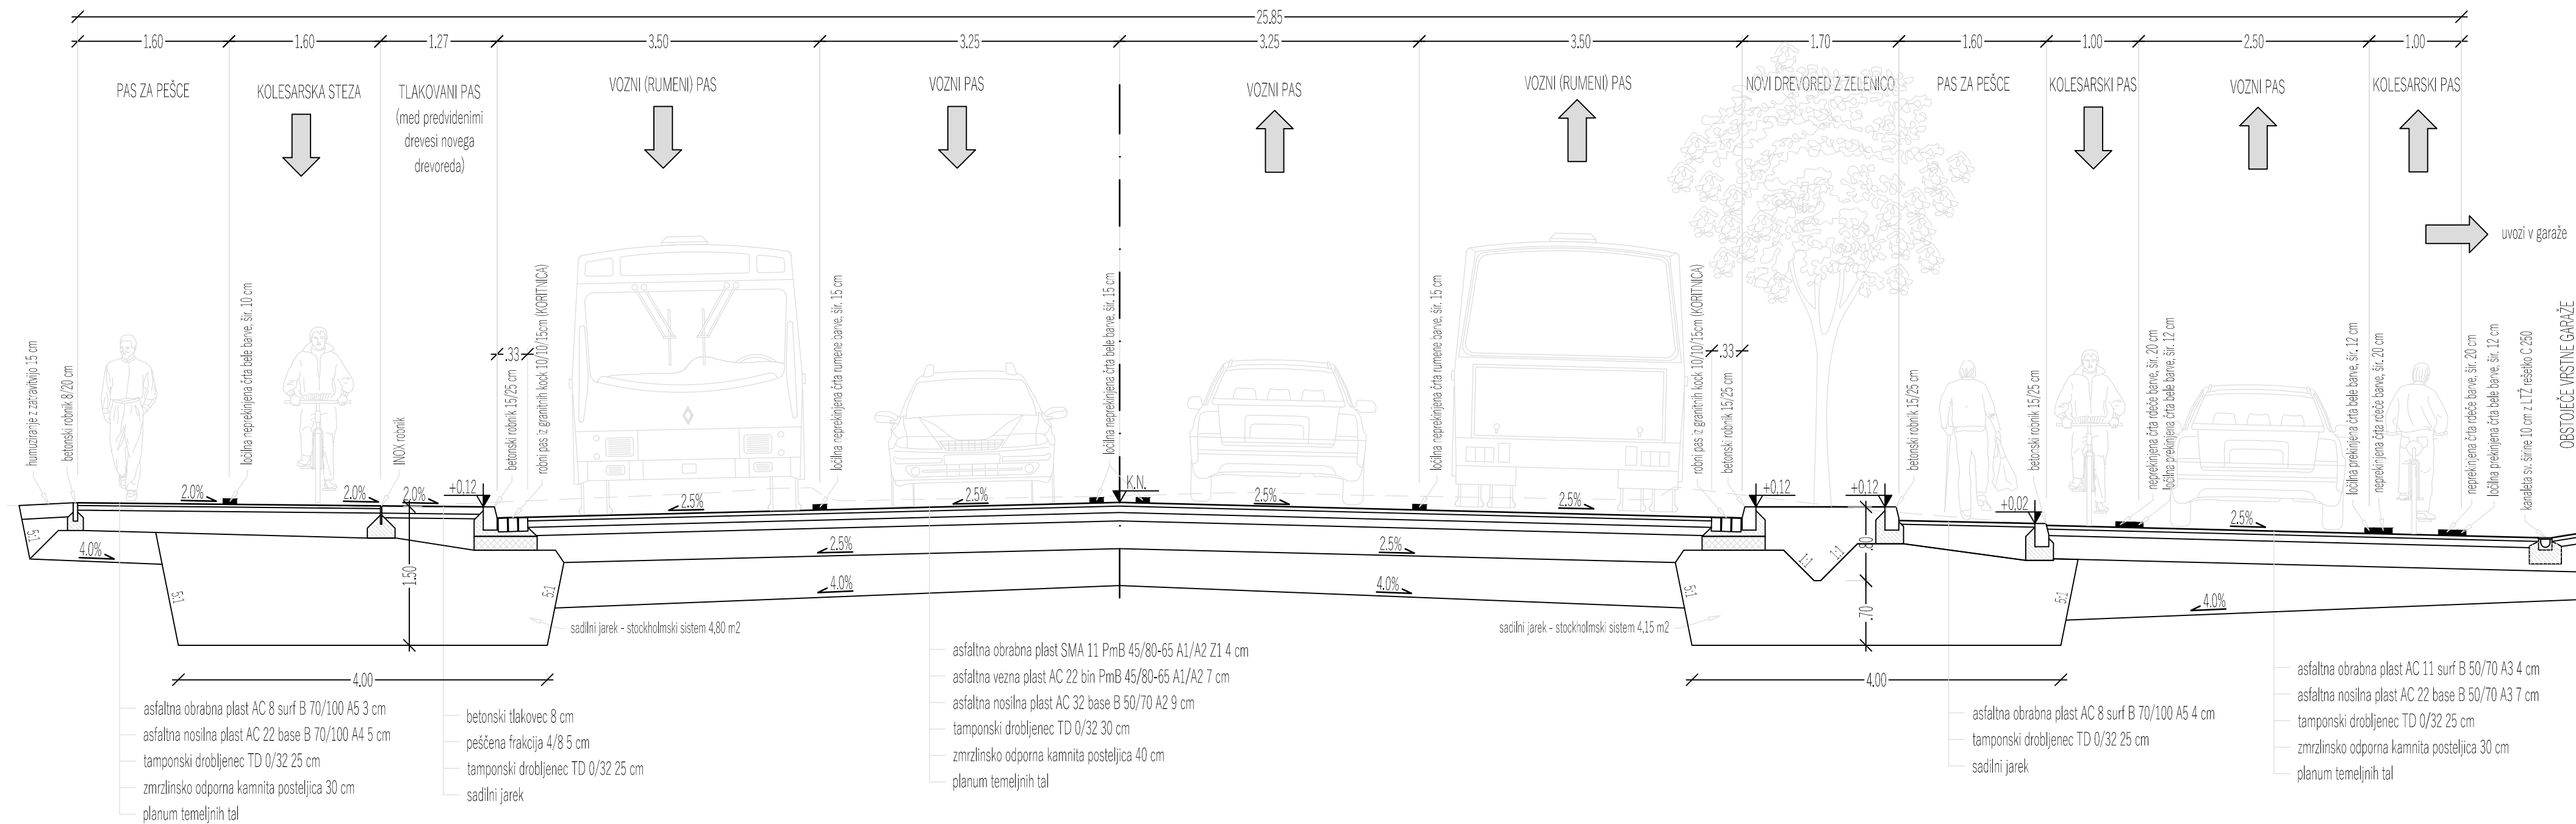 25.85
1.60
1.60
1.27
3.50
3.25
3.25
3.50
1.70
1.60
1.00
2.50
1.00
PAS ZA PEŠCE
KOLESARSKA STEZA
TLAKOVANI PAS
(med predvidenimi
drevesi novega
drevoreda)
VOZNI (RUMENI) PAS
VOZNI PAS
VOZNI PAS
VOZNI (RUMENI) PAS
NOVI DREVORED Z ZELENICO
PAS ZA PEŠCE
KOLESARSKI PAS
VOZNI PAS
KOLESARSKI PAS
uvozi v garaže
OBSTOJEČE VRSTNE GARAŽE
humuziranje z zatravitvijo 15 cm
betonski robnik 8/20 cm
ločilna neprekinjena črta bele barve, šir. 10 cm
INOX robnik
.33
betonski robnik 15/25 cm
robni pas iz granitnih kock 10/10/15cm (KORITNICA)
ločilna neprekinjena črta rumene barve, šir. 15 cm
ločilna neprekinjena črta bele barve, šir. 15 cm
ločilna neprekinjena črta rumene barve, šir. 15 cm
robni pas iz granitnih kock 10/10/15cm (KORITNICA)
.33
betonski robnik 15/25 cm
betonski robnik 15/25 cm
betonski robnik 15/25 cm
neprekinjena črta rdeče barve, šir. 20 cm
ločilna prekinjena črta bele barve, šir. 12 cm
ločilna prekinjena črta bele barve, šir. 12 cm
neprekinjena črta rdeče barve, šir. 20 cm
neprekinjena črta rdeče barve, šir. 20 cm
ločilna prekinjena črta bele barve, šir. 12 cm
kanaleta sv. širine 10 cm z LTŽ rešetko C 250
2.0%
2.0%
2.0%
+0,12
2.5%
2.5%
K.N.
2.5%
2.5%
+0,12
+0,12
+0,02
2.5%
5:1
4.0%
5:1
1.50
5:1
2.5%
4.0%
2.5%
4.0%
5:1
1:1
1:1
.80
.70
5:1
4.0%
sadilni jarek - stockholmski sistem 4,80 m2
sadilni jarek - stockholmski sistem 4,15 m2
4.00
4.00
asfaltna obrabna plast AC 8 surf B 70/100 A5 3 cm
asfaltna nosilna plast AC 22 base B 70/100 A4 5 cm
tamponski drobljenec TD 0/32 25 cm
zmrzlinsko odporna kamnita posteljica 30 cm
planum temeljnih tal
betonski tlakovec 8 cm
peščena frakcija 4/8 5 cm
tamponski drobljenec TD 0/32 25 cm
sadilni jarek
asfaltna obrabna plast SMA 11 PmB 45/80-65 A1/A2 Z1 4 cm
asfaltna vezna plast AC 22 bin PmB 45/80-65 A1/A2 7 cm
asfaltna nosilna plast AC 32 base B 50/70 A2 9 cm
tamponski drobljenec TD 0/32 30 cm
zmrzlinsko odporna kamnita posteljica 40 cm
planum temeljnih tal
asfaltna obrabna plast AC 8 surf B 70/100 A5 4 cm
tamponski drobljenec TD 0/32 25 cm
sadilni jarek
asfaltna obrabna plast AC 11 surf B 50/70 A3 4 cm
asfaltna nosilna plast AC 22 base B 50/70 A3 7 cm
tamponski drobljenec TD 0/32 25 cm
zmrzlinsko odporna kamnita posteljica 30 cm
planum temeljnih tal